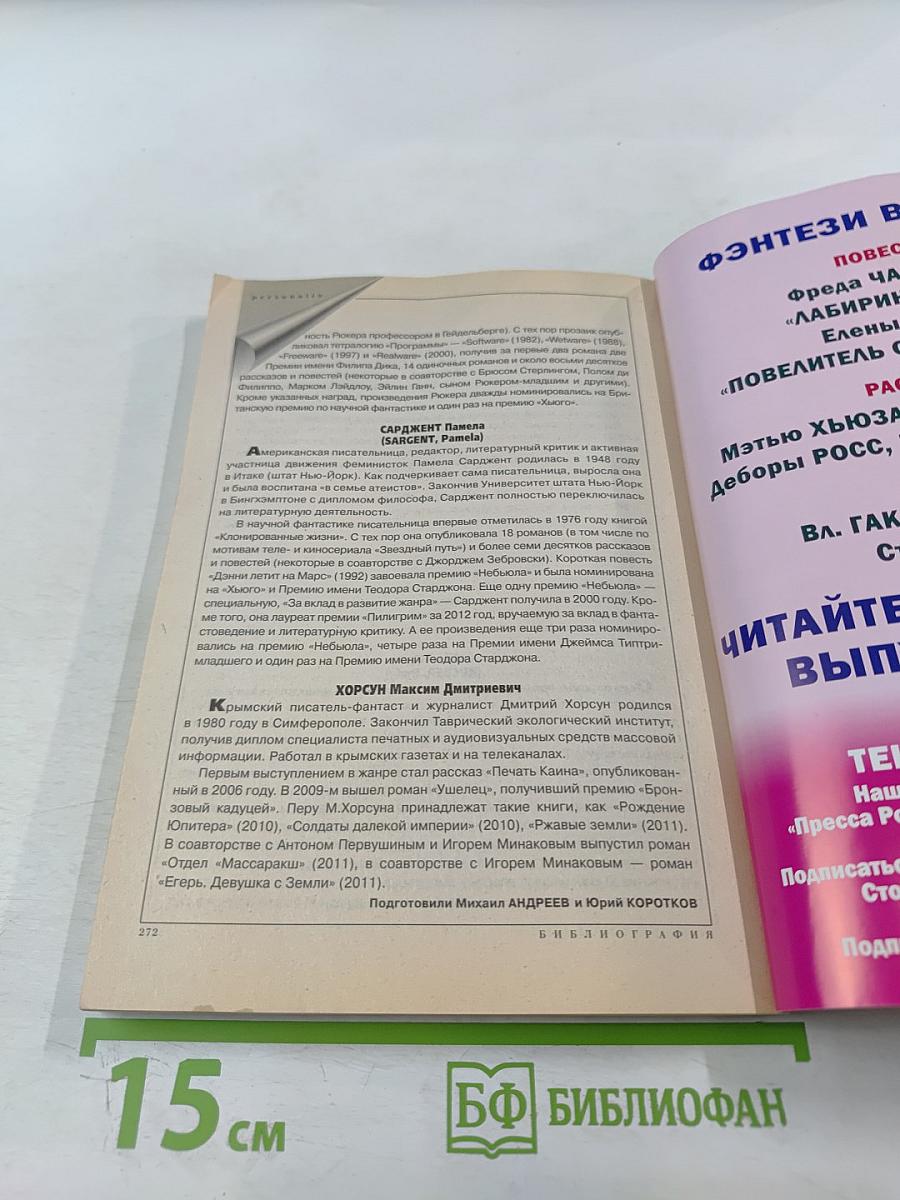 personalia
ность Рюкера профессором в Гейдельберге). С тех пор прозаик опуб-
ликовал тетралогию «Программы» — «Software» (1982), «Wetware» (1988),
«Freeware» (1997) и «Realware» (2000), получив за первые два романа две
Премии имени Филипа Дика, 14 одиночных романов и около восьми десятков
рассказов и повестей (некоторые в соавторстве с Брюсом Стерлингом, Полом ди
Филиппо, Марком Лэйдлоу, Эйлин Ганн, сыном Рюкером-младшим и другими).
Кроме указанных наград, произведения Рюкера дважды номинировались на Бри-
танскую премию по научной фантастике и один раз на премию «Хьюго».
САРДЖЕНТ Памела
(SARGENT, Pamela)
Американская писательница, редактор, литературный критик и активная
участница движения феминисток Памела Сарджент родилась в 1948 году
в Итаке (штат Нью-Йорк). Как подчеркивает сама писательница, выросла она
и была воспитана «в семье атеистов». Закончив Университет штата Нью-Йорк
в Бингхэмптоне с дипломом философа, Сарджент полностью переключилась
на литературную деятельность.
В научной фантастике писательница впервые отметилась в 1976 году книгой
«Клонированные жизни». С тех пор она опубликовала 18 романов (в том числе по
мотивам теле- и киносериала «Звездный путь») и более семи десятков рассказов
и повестей (некоторые в соавторстве с Джорджем Зебровски). Короткая повесть
«Дэнни летит на Марс» (1992) завоевала премию «Небьюла» и была номинирована
на «Хьюго» и Премию имени Теодора Старджона. Еще одну премию «Небьюла» —
специальную, «За вклад в развитие жанра» — Сарджент получила в 2000 году. Кро-
ме того, она лауреат премии «Пилигрим» за 2012 год, вручаемую за вклад в фанта-
стоведение и литературную критику. А ее произведения еще три раза номиниро-
вались на премию «Небьюла», четыре раза на Премии имени Джеймса Типтри-
младшего и один раз на Премию имени Теодора Старджона.
ХОРСУН Максим Дмитриевич
Крымский писатель-фантаст и журналист Дмитрий Хорсун родился
в 1980 году в Симферополе. Закончил Таврический экологический институт,
получив диплом специалиста печатных и аудиовизуальных средств массовой
информации. Работал в крымских газетах и на телеканалах.
Первым выступлением в жанре стал рассказ «Печать Каина», опубликован-
ный в 2006 году. В 2009-м вышел роман «Ушелец», получивший премию «Брон-
зовый кадуцей». Перу М.Хорсуна принадлежат такие книги, как «Рождение
Юпитера» (2010), «Солдаты далекой империи» (2010), «Ржавые земли» (2011).
В соавторстве с Антоном Первушиным и Игорем Минаковым выпустил роман
«Отдел «Массаракш» (2011), в соавторстве с Игорем Минаковым — роман
«Егерь. Девушка с Земли» (2011).
Подготовили Михаил АНДРЕЕВ и Юрий КОРОТКОВ
272
БИБЛИОГРАФИЯ
ФЭНТЕЗИ В
ПОВЕС
Фреда ЧА
«ЛАБИРИН
Елены
«ПОВЕЛИТЕЛЬ С
РАС
Мэтью ХЬЮЗА
Деборы РОСС,
Вл. ГАК
Ст
ЧИТАЙТЕ
ВЫП
ТЕ
Наш
«Пресса Ро
Подписатьс
Сто
Подп
15 см
БФ БИБЛИОФАН